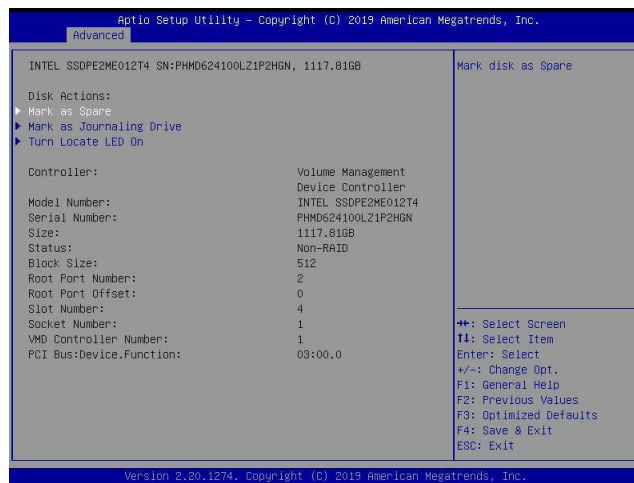 Aptio Setup Utility – Copyright (C) 2019 American Megatrends, Inc.
Advanced
INTEL SSDPE2ME012T4 SN:PHMD624100LZ1P2HGN, 1117.81GB
Mark disk as Spare
Disk Actions:
Mark as Spare
Mark as Journaling Drive
Turn Locate LED On
Controller: Volume Management
Device Controller
Model Number: INTEL SSDPE2ME012T4
Serial Number: PHMD624100LZ1P2HGN
Size: 1117.81GB
Status: Non-RAID
Block Size: 512
Root Port Number: 2
Root Port Offset: 0
Slot Number: 4
Socket Number: 1
VMD Controller Number: 1
PCI Bus:Device.Function: 03:00.0
→←: Select Screen
↑↓: Select Item
Enter: Select
+/-: Change Opt.
F1: General Help
F2: Previous Values
F3: Optimized Defaults
F4: Save & Exit
ESC: Exit
Version 2.20.1274. Copyright (C) 2019 American Megatrends, Inc.